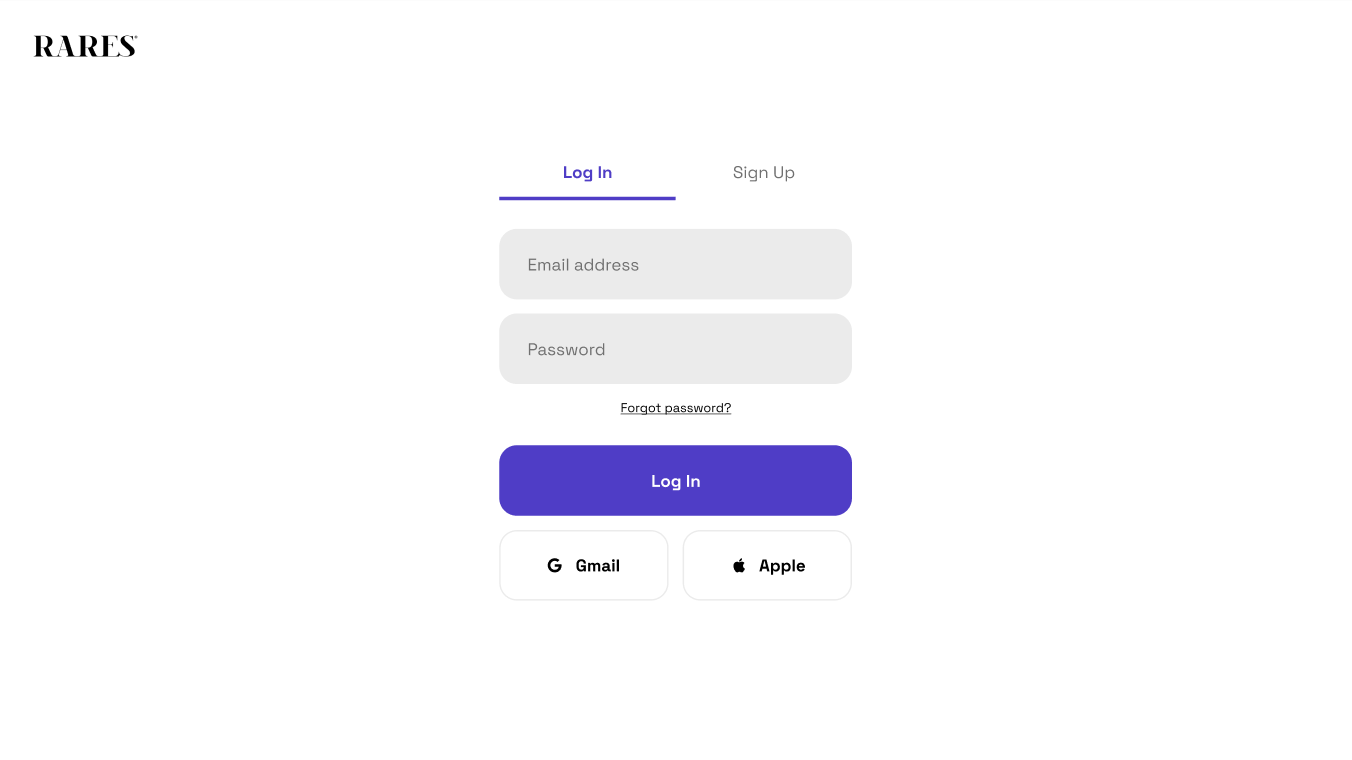 RARES
Log In
Sign Up
Email address
Password
Forgot password?
Log In
Gmail
Apple